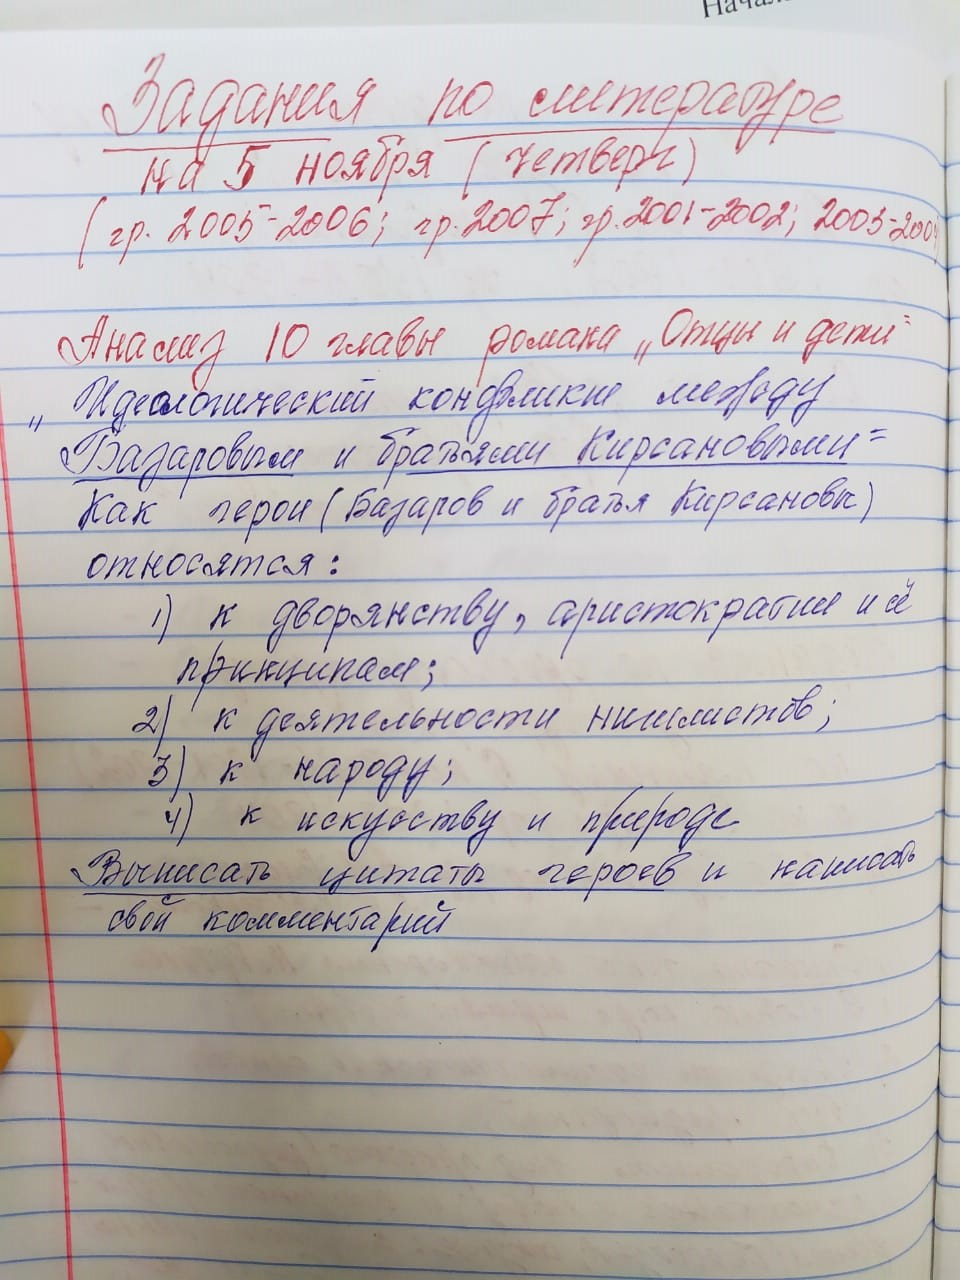 Начал
Задания по литературе
на 5 ноября (четверг)
(гр. 2005-2006; гр. 2007; гр. 2001-2002; 2003-2004)
Анализ 10 главы романа „Отцы и дети"
„Идеологический конфликт между
Базаровым и братьями Кирсановыми"
Как герои (Базаров и братья Кирсановы)
относятся:
1) к дворянству, аристократии и её
принципам;
2) к деятельности нигилистов;
3) к народу;
4) к искусству и природе
Выписать цитаты героев и написать
свой комментарий